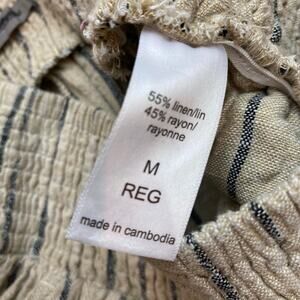 55% linen/lin
45% rayon/
rayonne
M
REG
made in cambodia